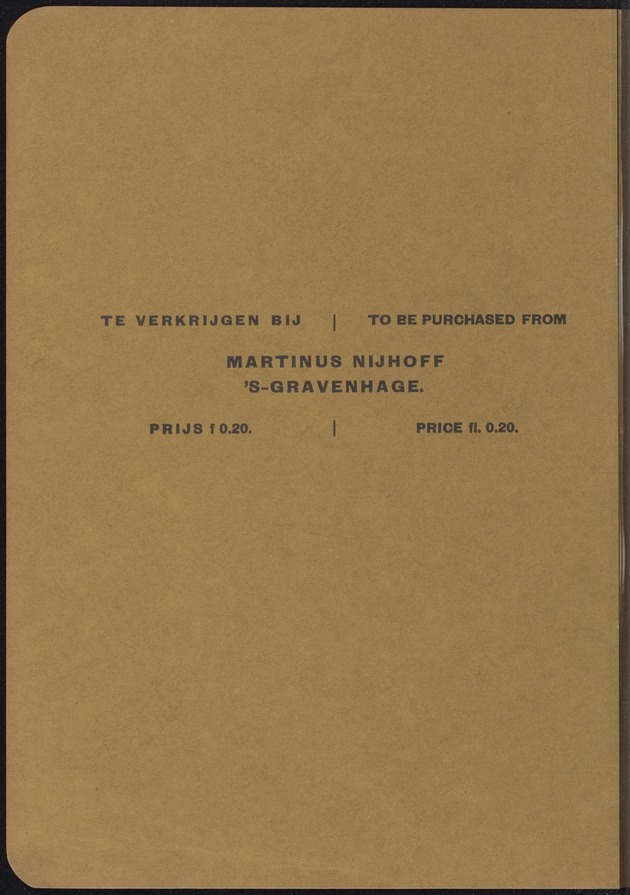 TE VERKRIJGEN BIJ | TO BE PURCHASED FROM
MARTINUS NIJHOFF
'S-GRAVENHAGE.
PRIJS f 0.20. | PRICE fl. 0.20.